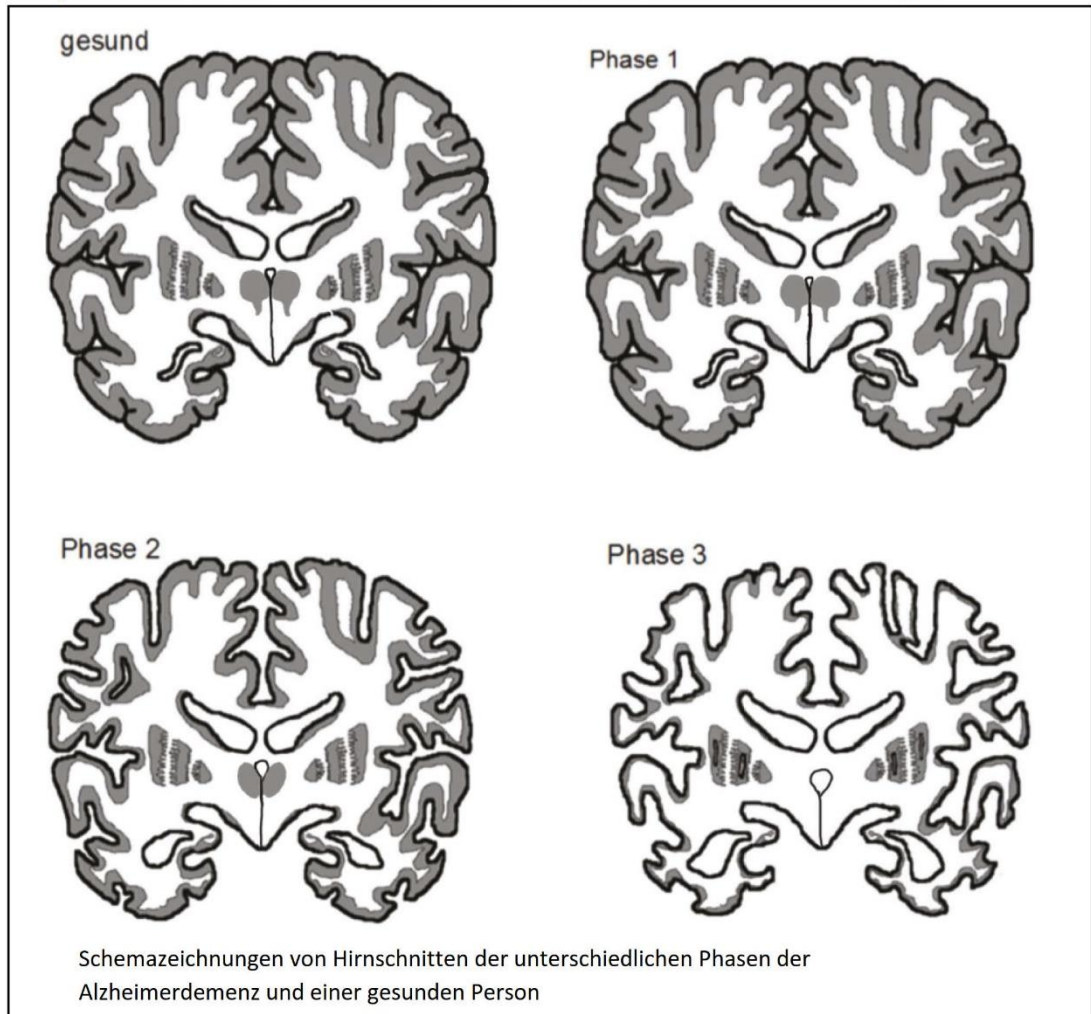 gesund
Phase 1
Phase 2
Phase 3
Schemazeichnungen von Hirnschnitten der unterschiedlichen Phasen der
Alzheimerdemenz und einer gesunden Person